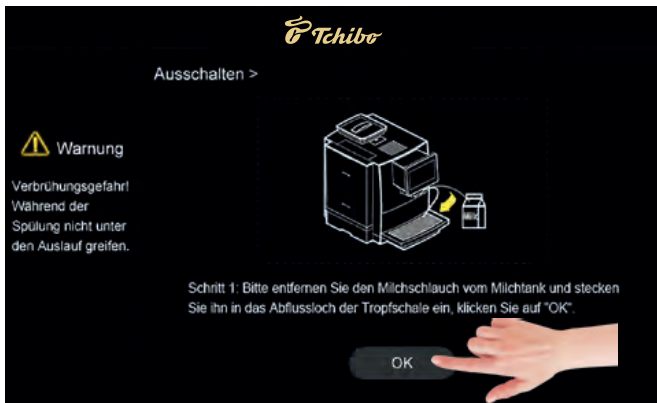 Tchibo
Ausschalten >
Warnung
Verbrühungsgefahr!
Während der
Spülung nicht unter
den Auslauf greifen.
Schritt 1: Bitte entfernen Sie den Milchschlauch vom Milchtank und stecken
Sie ihn in das Abflussloch der Tropfschale ein, klicken Sie auf "OK".
OK